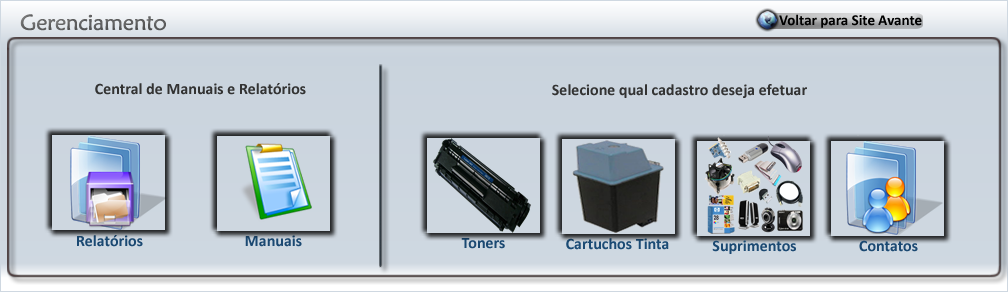 Gerenciamento
Voltar para Site Avante
Central de Manuais e Relatórios
Selecione qual cadastro deseja efetuar
Relatórios
Manuais
Toners
Cartuchos Tinta
Suprimentos
Contatos